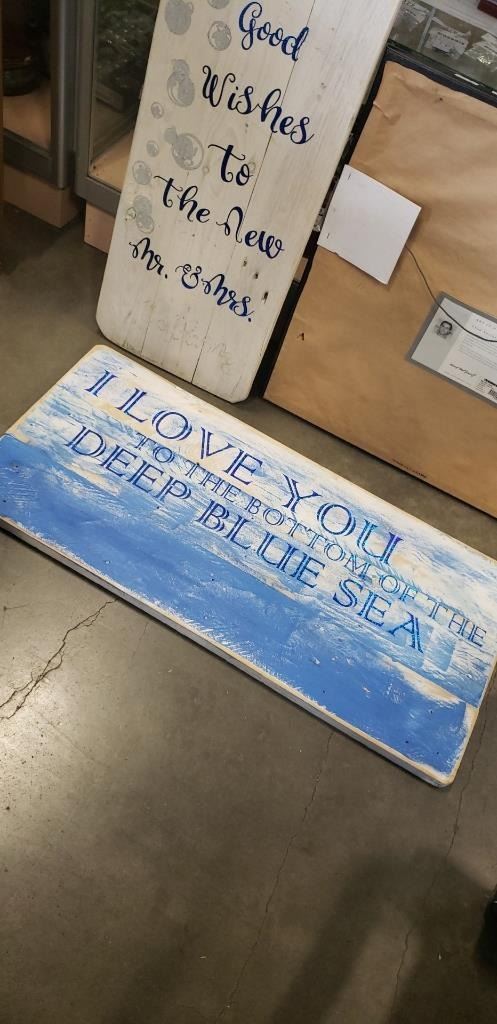 Good
Wishes
to
the New
Mr. & Mrs.
I LOVE YOU
TO THE BOTTOM OF THE
DEEP BLUE SEA